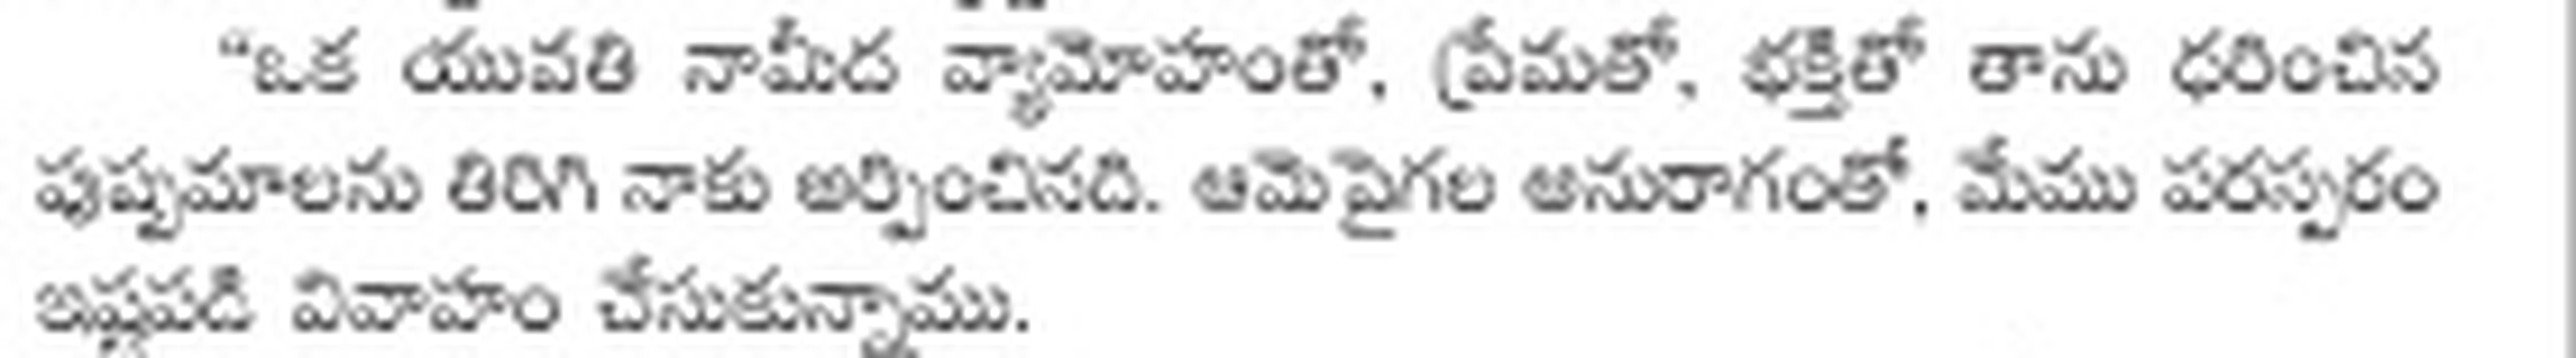 “ఒక యువతి నామీద వ్యామోహంతో, ప్రేమతో, భక్తితో తాను ధరించిన
పుష్పమాలను తిరిగి నాకు అర్పించినది. ఆమెపైగల అనురాగంతో, మేము పరస్పరం
ఇష్టపడి వివాహం చేసుకున్నాము.